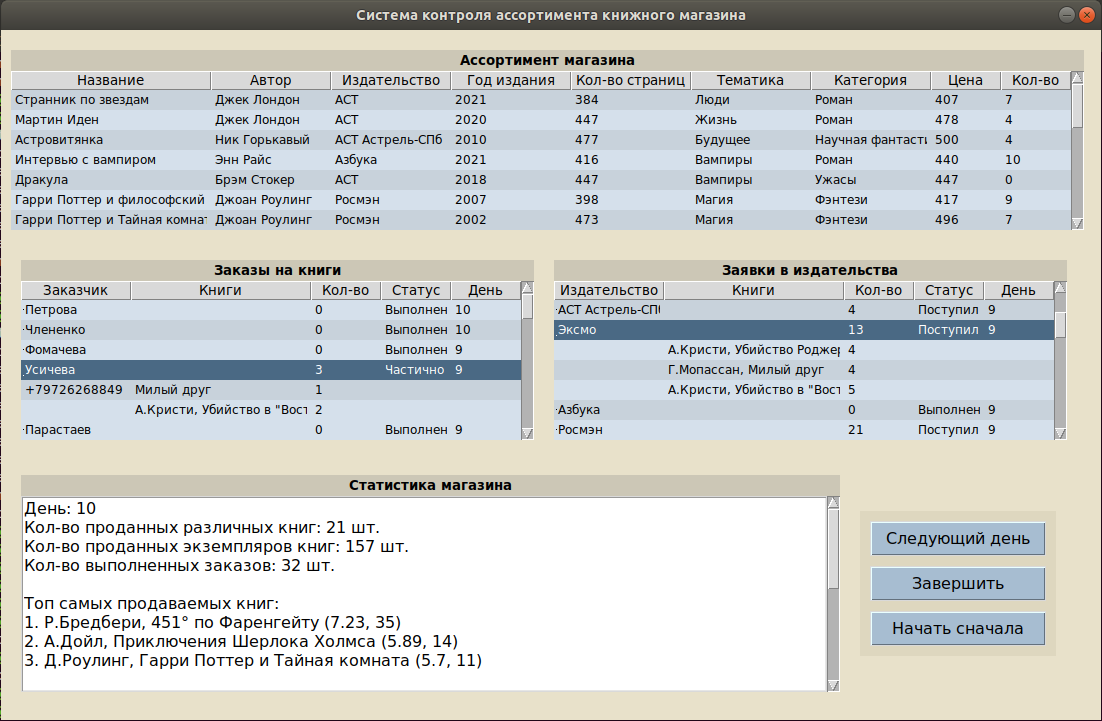 Система контроля ассортимента книжного магазина
Ассортимент магазина
Название Автор Издательство Год издания Кол-во страниц Тематика Категория Цена Кол-во
Странник по звездам Джек Лондон АСТ 2021 384 Люди Роман 407 7
Мартин Иден Джек Лондон АСТ 2020 447 Жизнь Роман 478 4
Астровитянка Ник Горькавый АСТ Астрель-СПб 2010 477 Будущее Научная фантасти 500 4
Интервью с вампиром Энн Райс Азбука 2021 416 Вампиры Роман 440 10
Дракула Брэм Стокер АСТ 2018 447 Вампиры Ужасы 447 0
Гарри Поттер и философский Джоан Роулинг Росмэн 2007 398 Магия Фэнтези 417 9
Гарри Поттер и Тайная комнат Джоан Роулинг Росмэн 2002 473 Магия Фэнтези 496 7
Заказы на книги
Заказчик Книги Кол-во Статус День
Петрова 0 Выполнен 10
Члененко 0 Выполнен 10
Фомачева 0 Выполнен 9
Усичева 3 Частично 9
+79726268849 Милый друг 1
А.Кристи, Убийство в "Вост 2
Парастаев 0 Выполнен 9
Заявки в издательства
Издательство Книги Кол-во Статус День
АСТ Астрель-СПб 4 Поступил 9
Эксмо 13 Поступил 9
А.Кристи, Убийство Роджер 4
Г.Мопассан, Милый друг 4
А.Кристи, Убийство в "Вост 5
Азбука 0 Выполнен 9
Росмэн 21 Поступил 9
Статистика магазина
День: 10
Кол-во проданных различных книг: 21 шт.
Кол-во проданных экземпляров книг: 157 шт.
Кол-во выполненных заказов: 32 шт.
Топ самых продаваемых книг:
1. Р.Бредбери, 451° по Фаренгейту (7.23, 35)
2. А.Дойл, Приключения Шерлока Холмса (5.89, 14)
3. Д.Роулинг, Гарри Поттер и Тайная комната (5.7, 11)
Следующий день
Завершить
Начать сначала